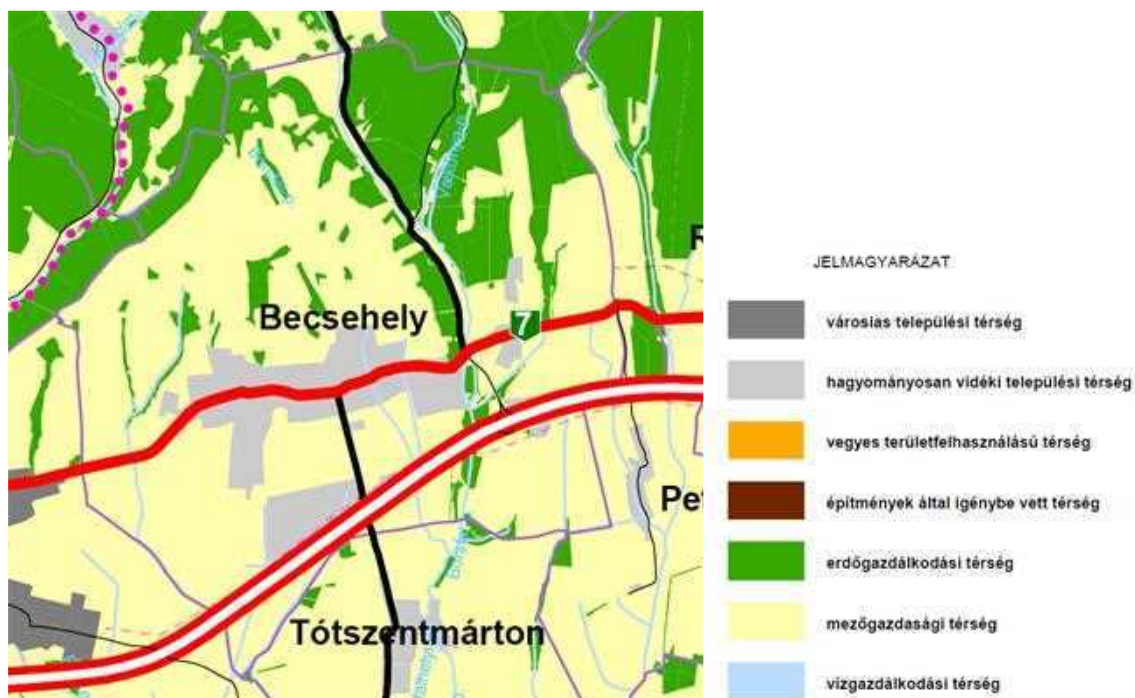 Becsehely
7
R
Pet
Tótszentmárton
JELMAGYARÁZAT
városias települési térség
hagyományosan vidéki települési térség
vegyes területfelhasználású térség
építmények által igénybe vett térség
erdőgazdálkodási térség
mezőgazdasági térség
vízgazdálkodási térség